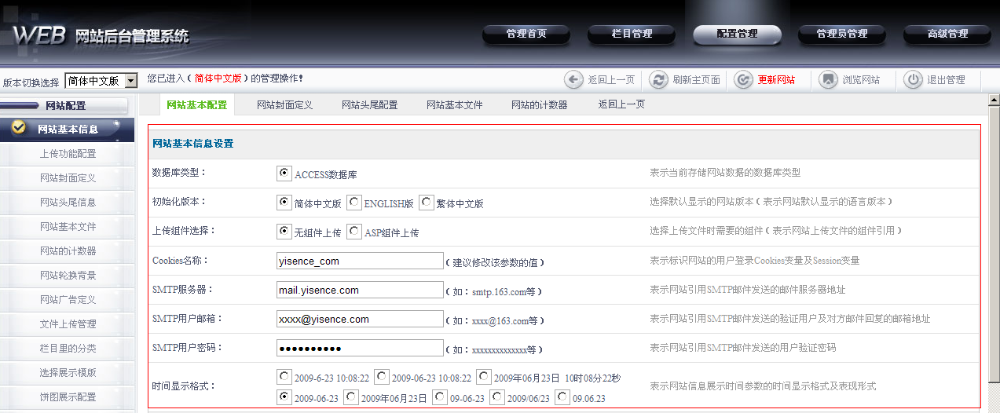 WEB 网站后台管理系统
管理首页 栏目管理 配置管理 管理员管理 高级管理
版本切换选择 简体中文版 您已进入(简体中文版)的管理操作! 返回上一页 刷新主页面 更新网站 浏览网站 退出管理
网站配置
网站基本信息
上传功能配置
网站封面定义
网站头尾信息
网站基本文件
网站的计数器
网站轮换背景
网站广告定义
文件上传管理
栏目里的分类
选择展示模版
饼图展示配置
网站基本配置 网站封面定义 网站头尾配置 网站基本文件 网站的计数器 返回上一页
网站基本信息设置
数据库类型: ACCESS数据库 表示当前存储网站数据的数据库类型
初始化版本: 简体中文版 ENGLISH版 繁体中文版 选择默认显示的网站版本(表示网站默认显示的语言版本)
上传组件选择: 无组件上传 ASP组件上传 选择上传文件时需要的组件(表示网站上传文件的组件引用)
Cookies名称: yisence_com (建议修改该参数的值) 表示标识网站的用户登录Cookies变量及Session变量
SMTP服务器: mail.yisence.com (如:smtp.163.com等) 表示网站引用SMTP邮件发送的邮件服务器地址
SMTP用户邮箱: xxxx@yisence.com (如:xxxx@163.com等) 表示网站引用SMTP邮件发送的验证用户及对方邮件回复的邮箱地址
SMTP用户密码: ●●●●●●●●●● (如:xxxxxxxxxxxxxx等) 表示网站引用SMTP邮件发送的用户验证密码
时间显示格式: 2009-6-23 10:08:22 2009-06-23 10:08:22 2009年06月23日 10时08分22秒 表示网站信息展示时间参数的时间显示格式及表现形式
2009-06-23 2009年06月23日 09-06-23 2009/06/23 09.06.23